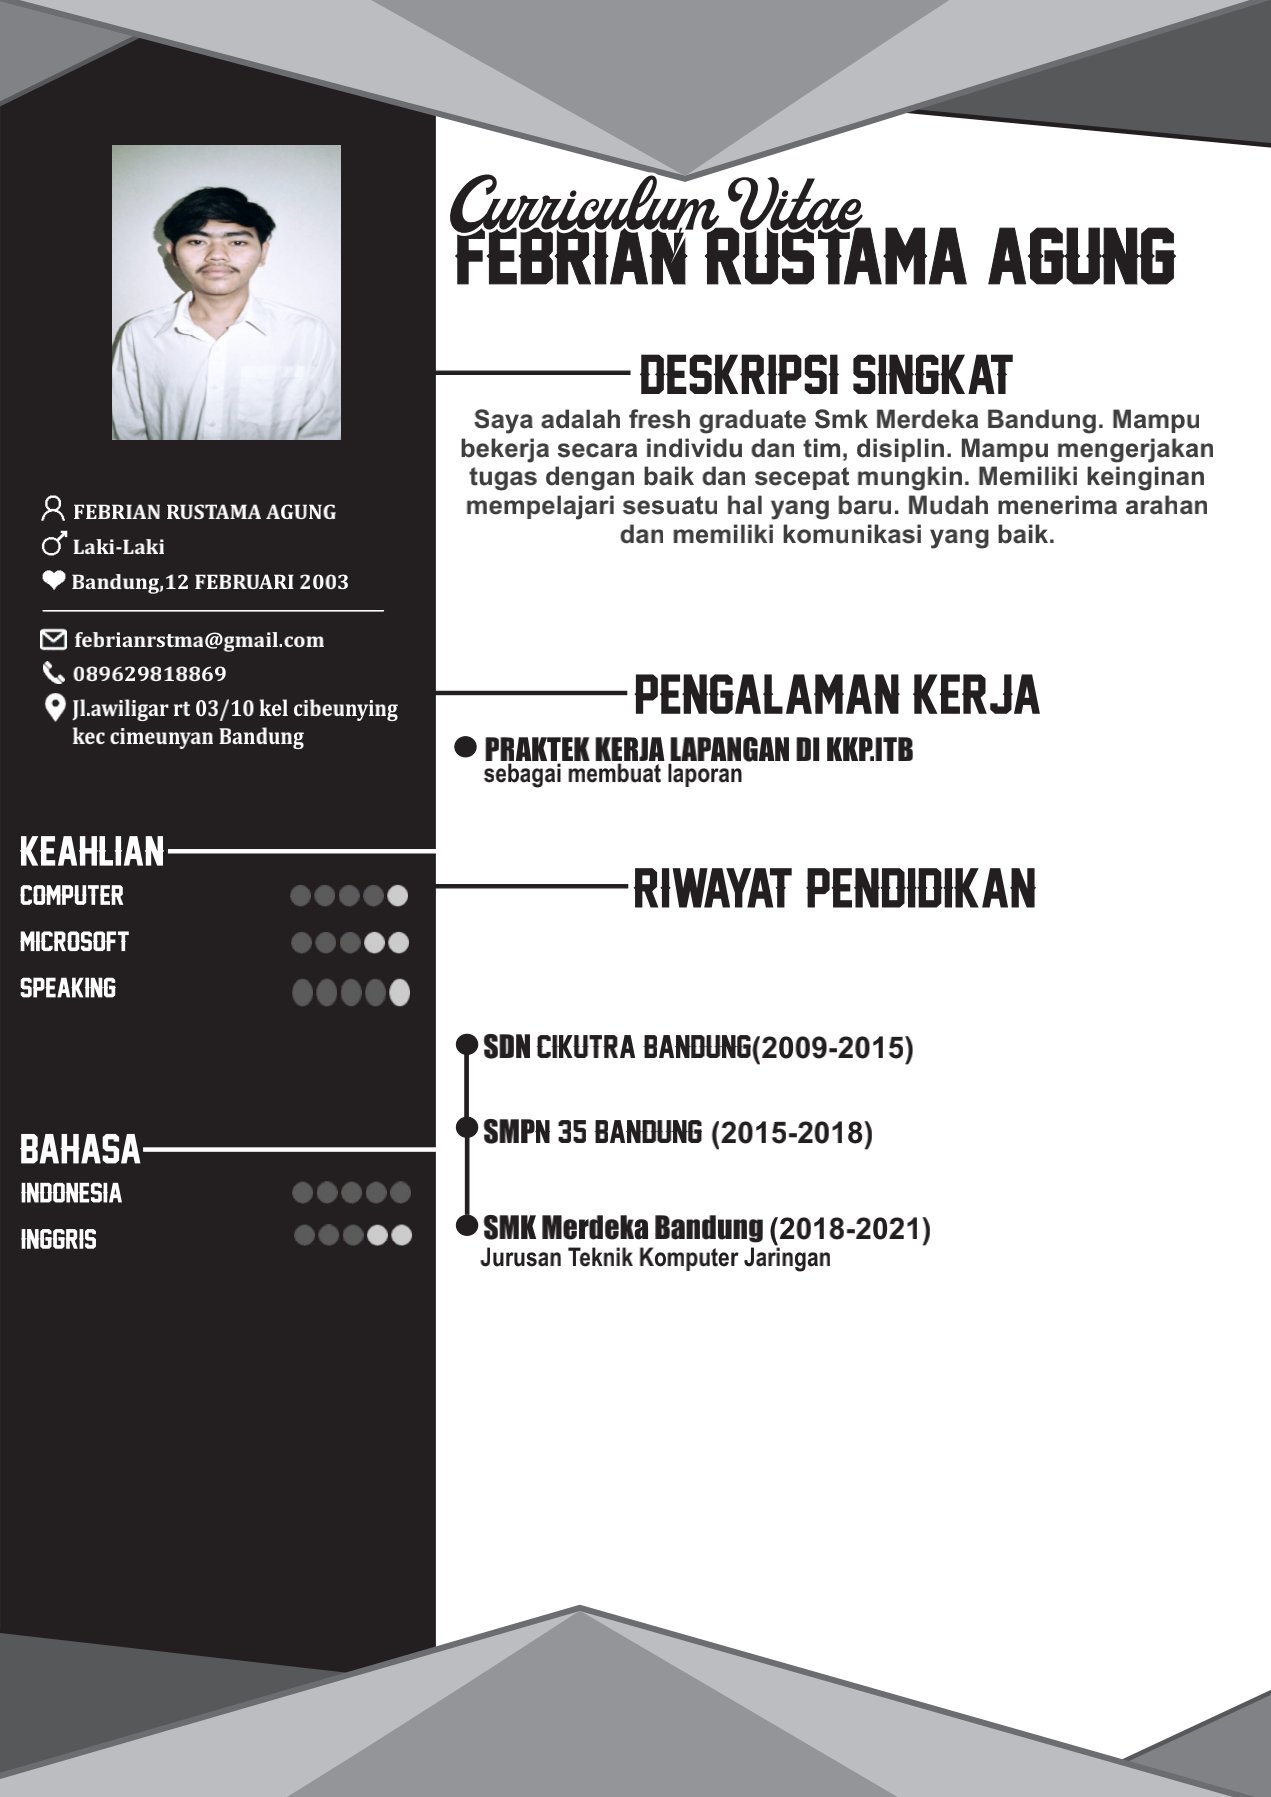 Curriculum Vitae
FEBRIAN RUSTAMA AGUNG
FEBRIAN RUSTAMA AGUNG
Laki-Laki
Bandung,12 FEBRUARI 2003
febrianrstma@gmail.com
089629818869
Jl.awiligar rt 03/10 kel cibeunying
kec cimeunyan Bandung
KEAHLIAN
COMPUTER
MICROSOFT
SPEAKING
BAHASA
INDONESIA
INGGRIS
DESKRIPSI SINGKAT
Saya adalah fresh graduate Smk Merdeka Bandung. Mampu
bekerja secara individu dan tim, disiplin. Mampu mengerjakan
tugas dengan baik dan secepat mungkin. Memiliki keinginan
mempelajari sesuatu hal yang baru. Mudah menerima arahan
dan memiliki komunikasi yang baik.
PENGALAMAN KERJA
PRAKTEK KERJA LAPANGAN DI KKP.ITB
sebagai membuat laporan
RIWAYAT PENDIDIKAN
SDN CIKUTRA BANDUNG(2009-2015)
SMPN 35 BANDUNG (2015-2018)
SMK Merdeka Bandung (2018-2021)
Jurusan Teknik Komputer Jaringan